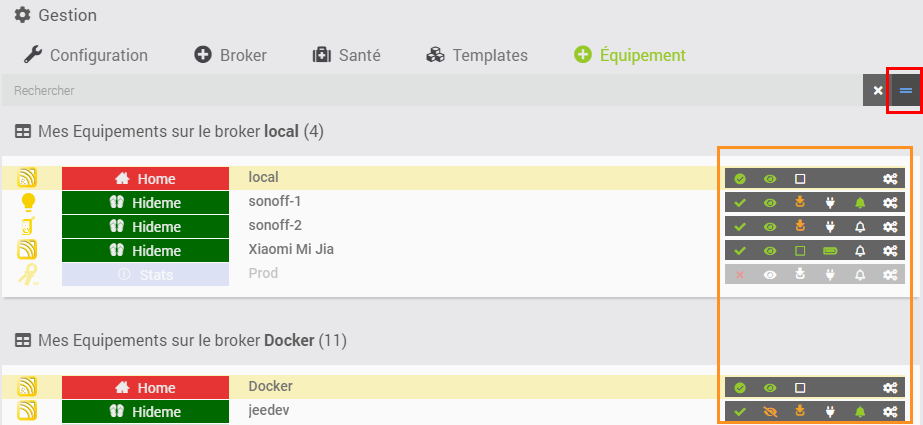 Gestion
Configuration Broker Santé Templates Équipement
Rechercher
Mes Equipements sur le broker local (4)
Home local
Hideme sonoff-1
Hideme sonoff-2
Hideme Xiaomi Mi Jia
Stats Prod
Mes Equipements sur le broker Docker (11)
Home Docker
Hideme jeedev